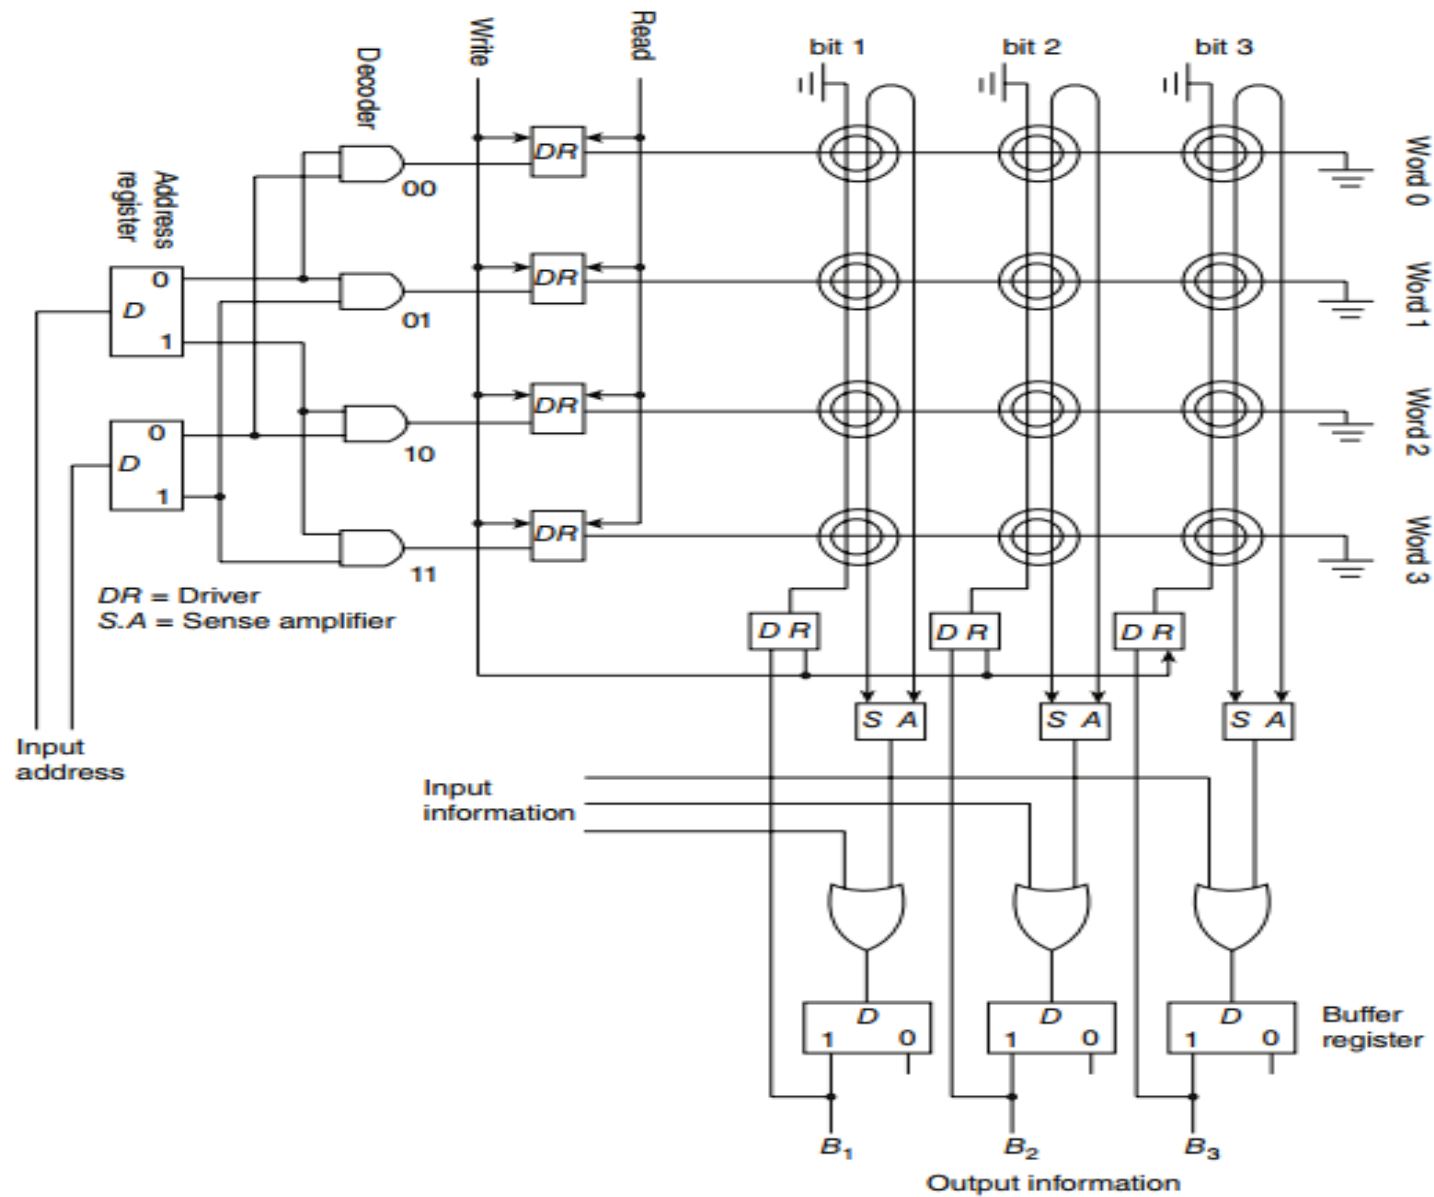 Write
Read
bit 1
bit 2
bit 3
Decoder
DR
Word 0
00
Address
register
0
D
1
DR
01
Word 1
DR
10
Word 2
0
D
1
DR
11
Word 3
DR = Driver
S.A = Sense amplifier
D R
D R
D R
S A
S A
S A
Input
address
Input
information
D
1 0
D
1 0
D
1 0
Buffer
register
B1
B2
B3
Output information